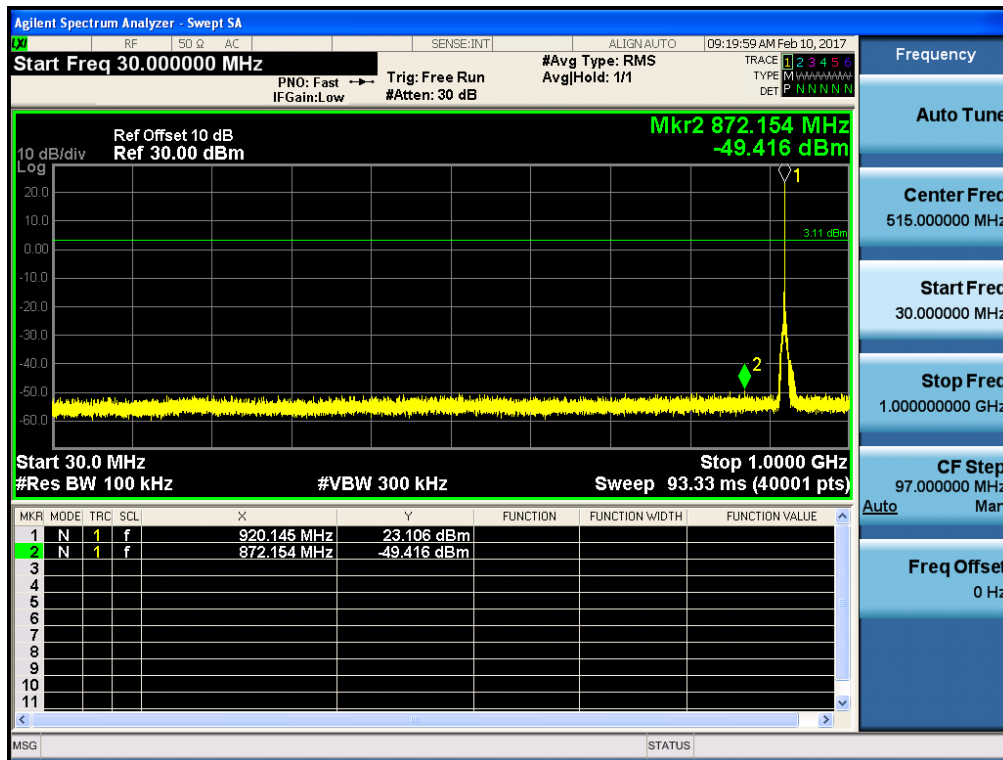 Agilent Spectrum Analyzer - Swept SA
LXI RF 50 Ω AC SENSE:INT ALIGN AUTO 09:19:59 AM Feb 10, 2017
Start Freq 30.000000 MHz
PNO: Fast
IFGain:Low
Trig: Free Run
#Atten: 30 dB
#Avg Type: RMS
Avg|Hold: 1/1
TRACE 1 2 3 4 5 6
TYPE M
DET P N N N N N
Ref Offset 10 dB
10 dB/div Ref 30.00 dBm
Log
Mkr2 872.154 MHz
-49.416 dBm
1
20.0
10.0
3.11 dBm
0.00
-10.0
-20.0
-30.0
-40.0
2
-50.0
-60.0
Start 30.0 MHz Stop 1.0000 GHz
#Res BW 100 kHz #VBW 300 kHz Sweep 93.33 ms (40001 pts)
MKR MODE TRC SCL X Y FUNCTION FUNCTION WIDTH FUNCTION VALUE
1 N 1 f 920.145 MHz 23.106 dBm
2 N 1 f 872.154 MHz -49.416 dBm
3
4
5
6
7
8
9
10
11
MSG STATUS
Frequency
Auto Tune
Center Freq
515.000000 MHz
Start Freq
30.000000 MHz
Stop Freq
1.000000000 GHz
CF Step
97.000000 MHz
Auto Man
Freq Offset
0 Hz